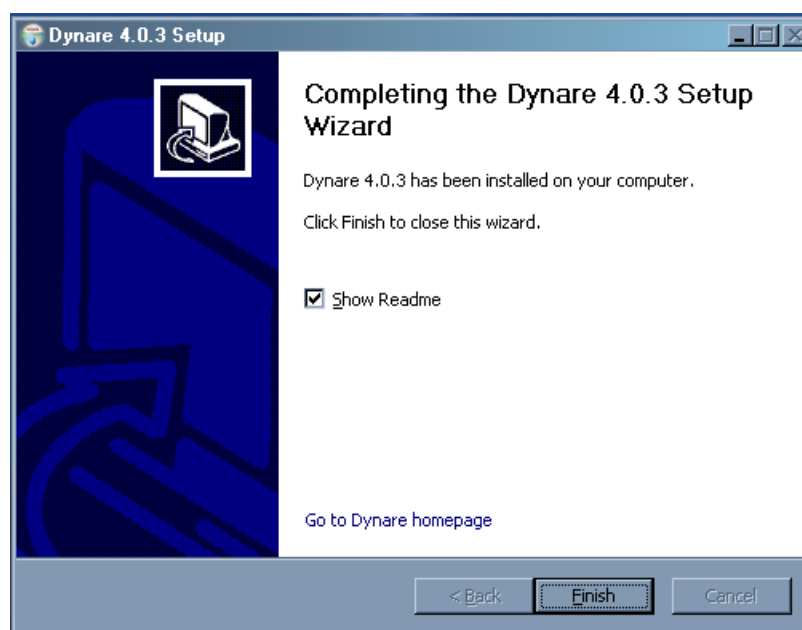 Dynare 4.0.3 Setup
Completing the Dynare 4.0.3 Setup
Wizard
Dynare 4.0.3 has been installed on your computer.
Click Finish to close this wizard.
Show Readme
Go to Dynare homepage
< Back
Finish
Cancel